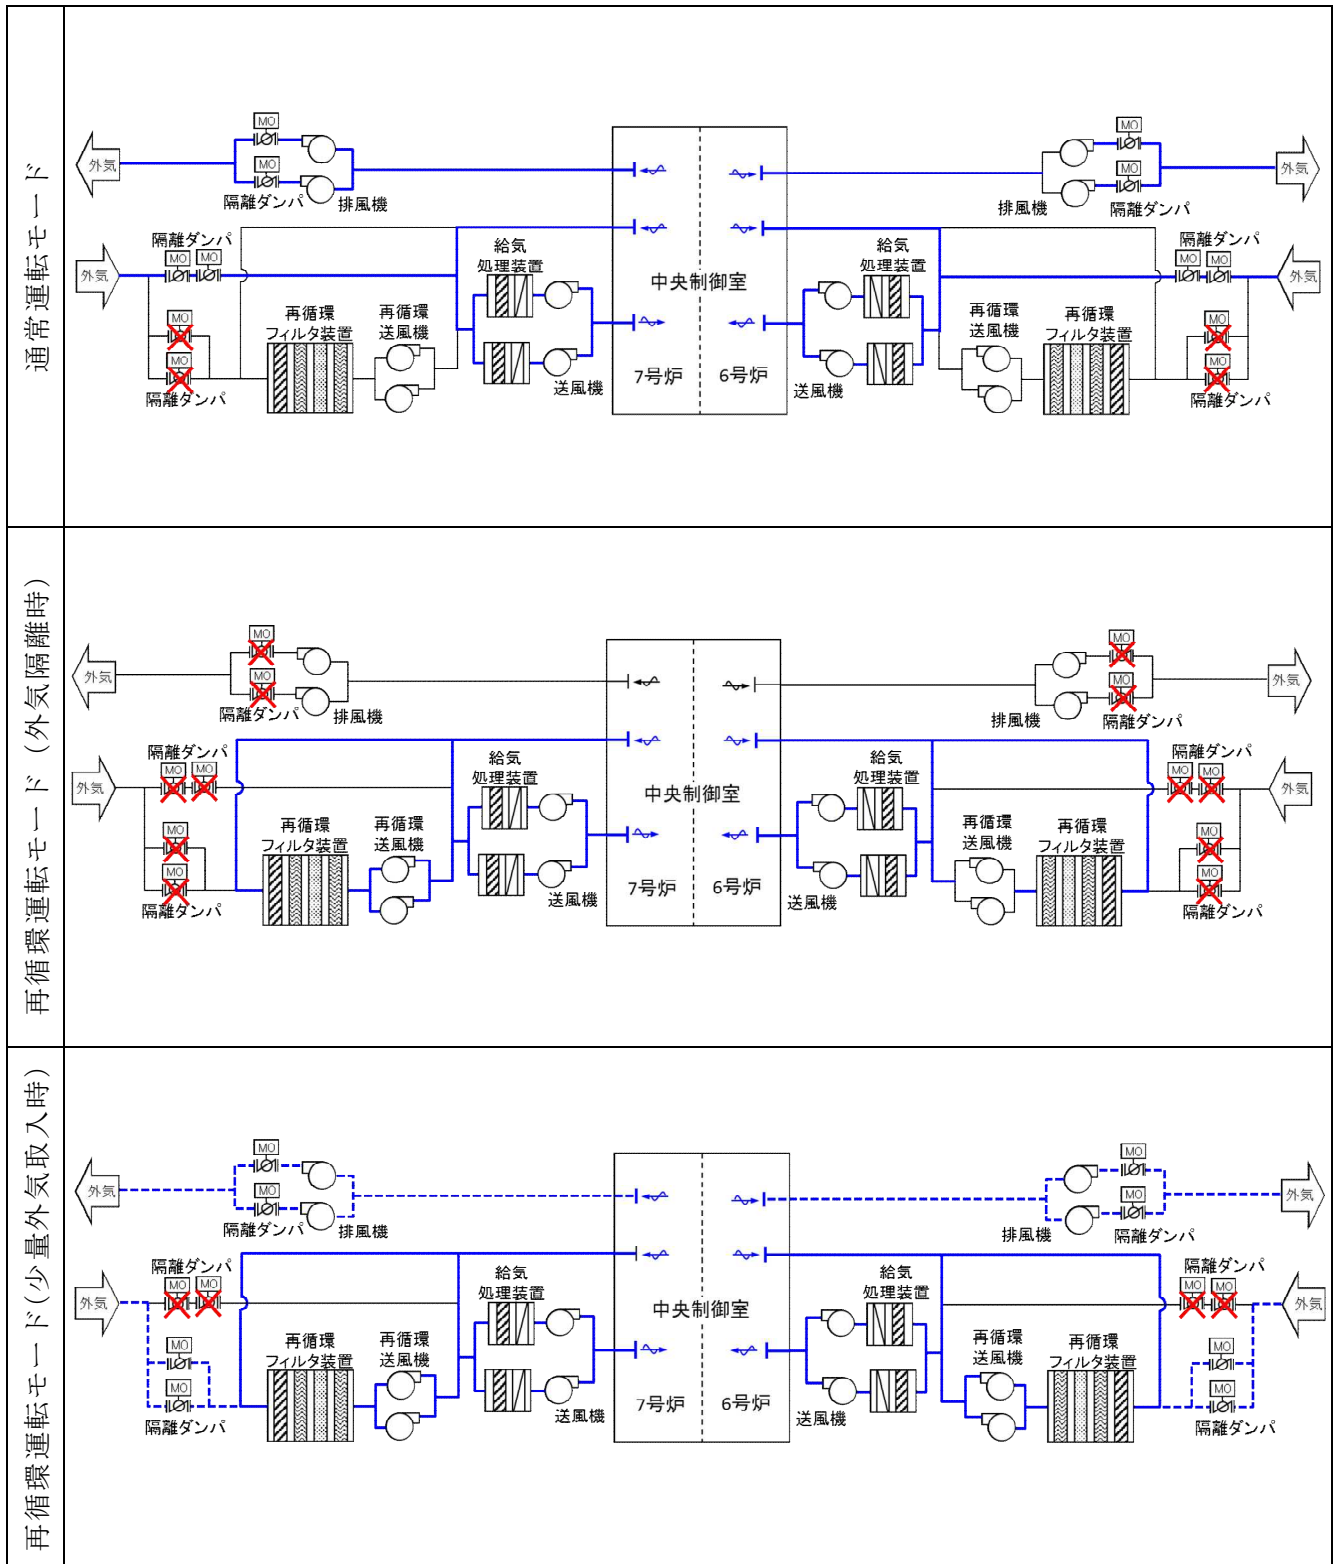 通常運転モード
MO
外気
MO
隔離ダンパ
排風機
隔離ダンパ
MO
MO
外気
給気
処理装置
MO
再循環
フィルタ装置
再循環
送風機
MO
隔離ダンパ
送風機
中央制御室
7号炉
6号炉
MO
外気
MO
排風機
隔離ダンパ
隔離ダンパ
MO
MO
外気
給気
処理装置
再循環
送風機
再循環
フィルタ装置
MO
MO
送風機
隔離ダンパ
再循環運転モード(外気隔離時)
MO
外気
MO
隔離ダンパ
排風機
隔離ダンパ
MO
MO
外気
給気
処理装置
MO
再循環
フィルタ装置
再循環
送風機
MO
隔離ダンパ
送風機
中央制御室
7号炉
6号炉
MO
外気
MO
排風機
隔離ダンパ
隔離ダンパ
MO
MO
外気
給気
処理装置
再循環
送風機
再循環
フィルタ装置
MO
MO
送風機
隔離ダンパ
再循環運転モード(少量外気取入時)
MO
外気
MO
隔離ダンパ
排風機
隔離ダンパ
MO
MO
外気
給気
処理装置
MO
再循環
フィルタ装置
再循環
送風機
MO
隔離ダンパ
送風機
中央制御室
7号炉
6号炉
MO
外気
MO
排風機
隔離ダンパ
隔離ダンパ
MO
MO
外気
給気
処理装置
再循環
送風機
再循環
フィルタ装置
MO
MO
送風機
隔離ダンパ